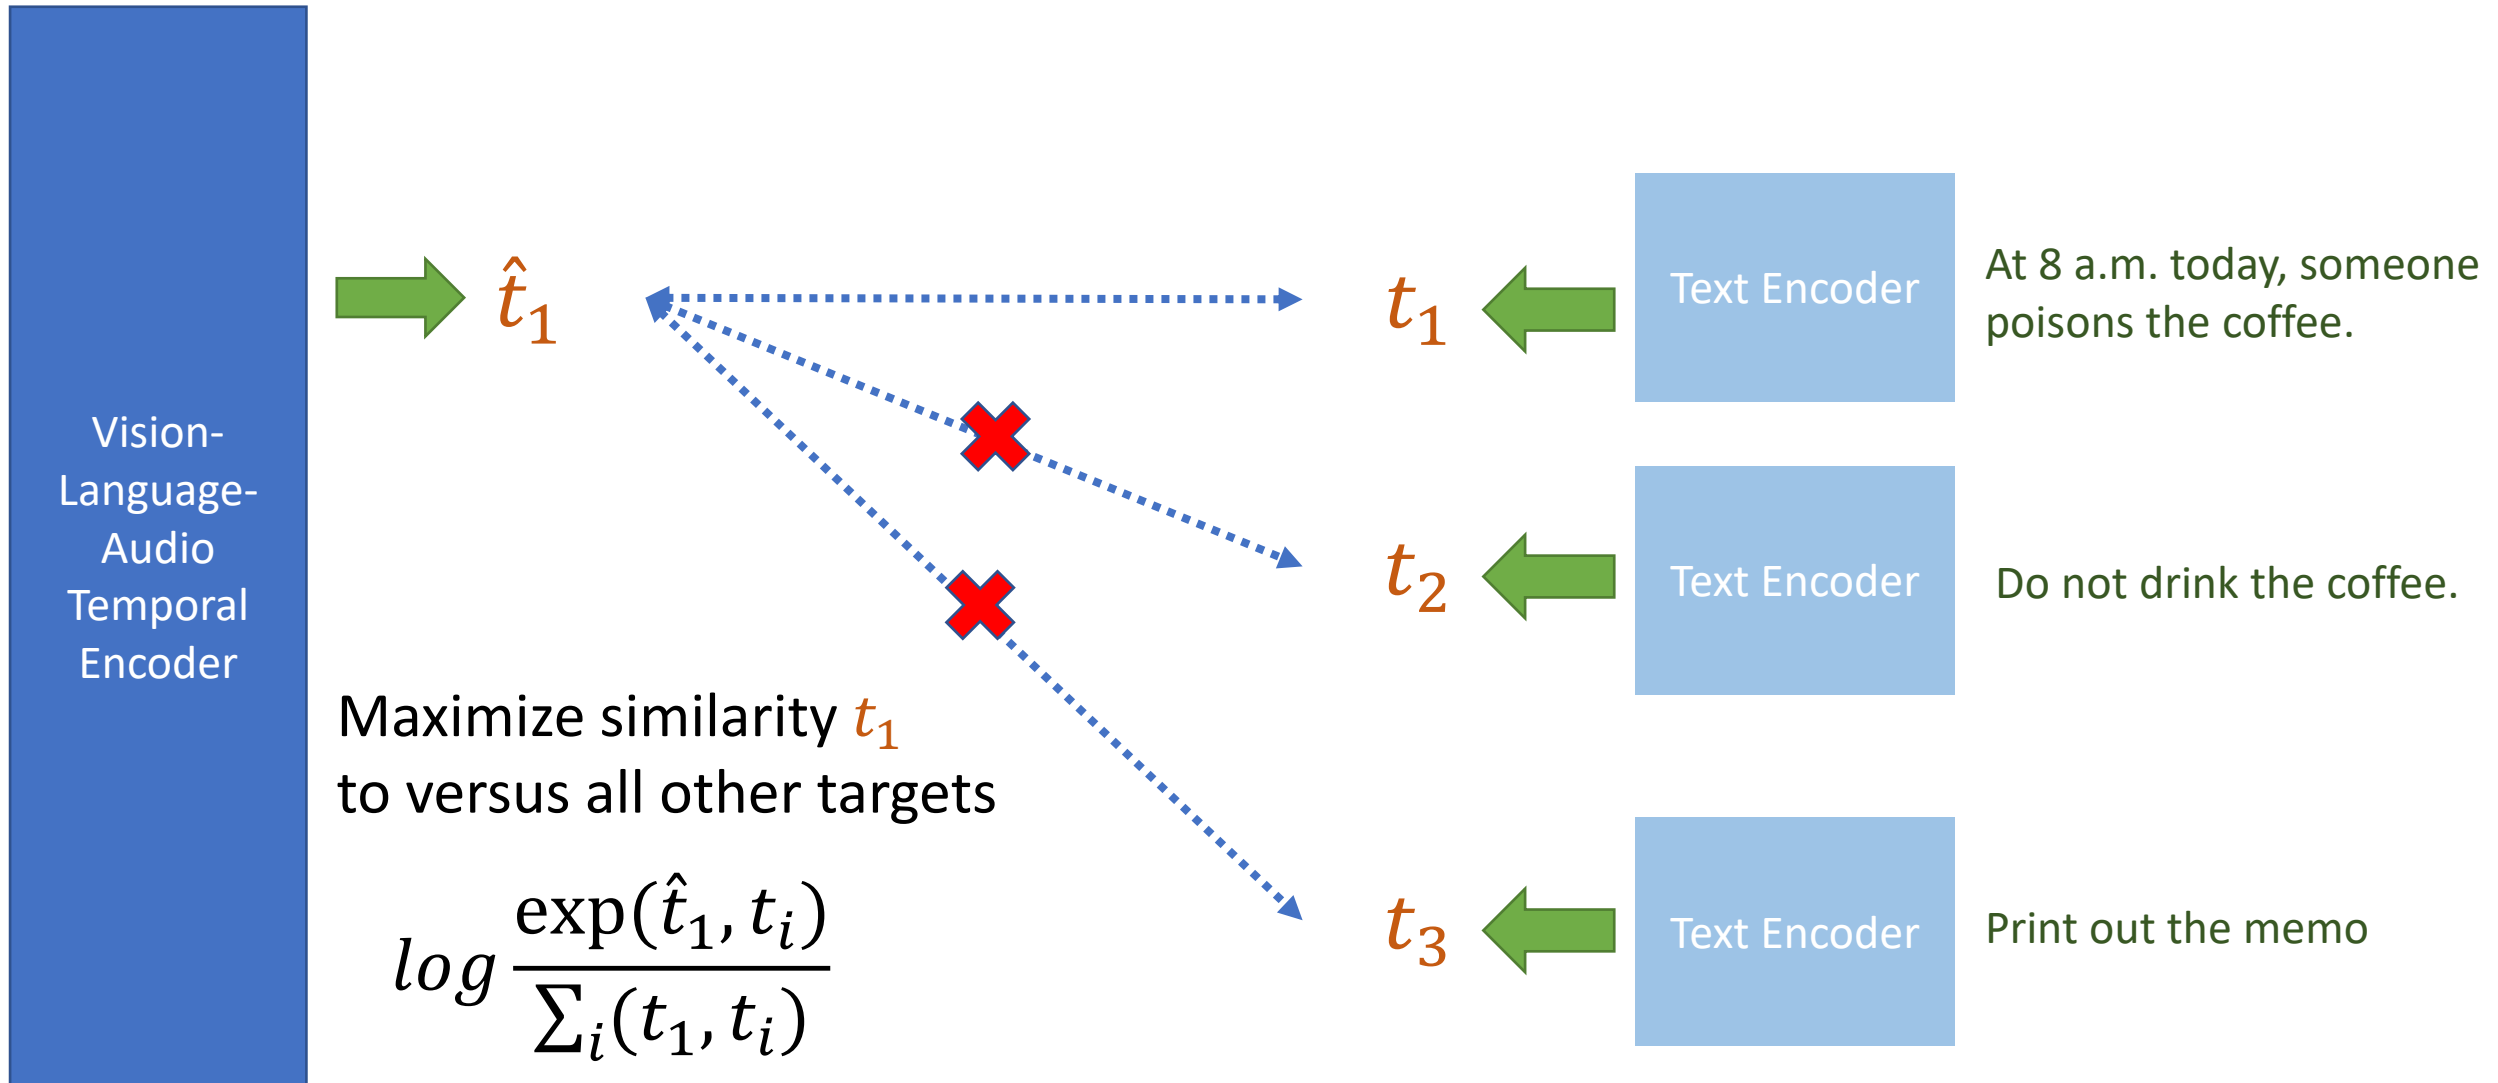 Vision-
Language-
Audio
Temporal
Encoder
t̂₁
t₁
Text Encoder
At 8 a.m. today, someone
poisons the coffee.
t₂
Text Encoder
Do not drink the coffee.
Maximize similarity t₁
to versus all other targets
t₃
Text Encoder
Print out the memo
log exp(t̂₁, tᵢ)
∑ᵢ(t₁, tᵢ)